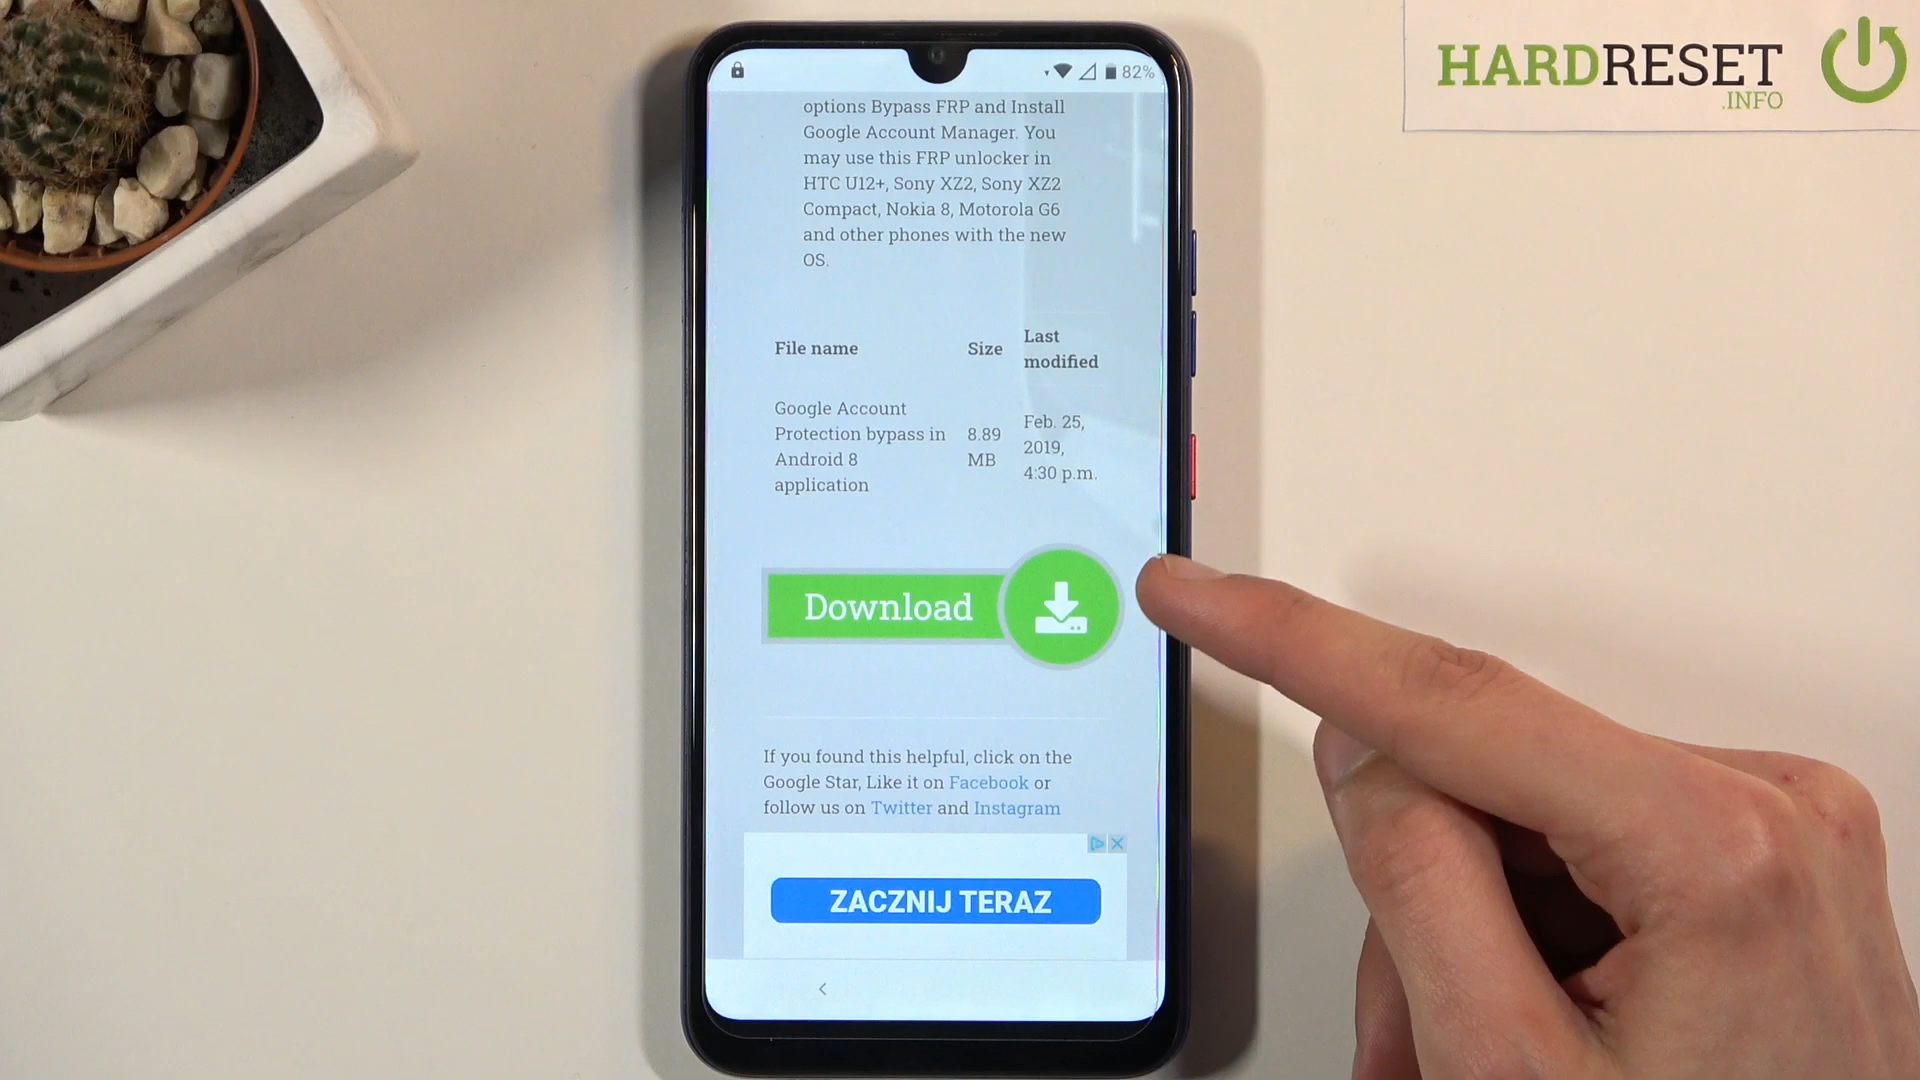 HARDRESET
.INFO
82%
options Bypass FRP and Install
Google Account Manager. You
may use this FRP unlocker in
HTC U12+, Sony XZ2, Sony XZ2
Compact, Nokia 8, Motorola G6
and other phones with the new
OS.
File name Size Last modified
Google Account
Protection bypass in
Android 8
application
8.89
MB
Feb. 25,
2019,
4:30 p.m.
Download
If you found this helpful, click on the
Google Star, Like it on Facebook or
follow us on Twitter and Instagram
ZACZNIJ TERAZ